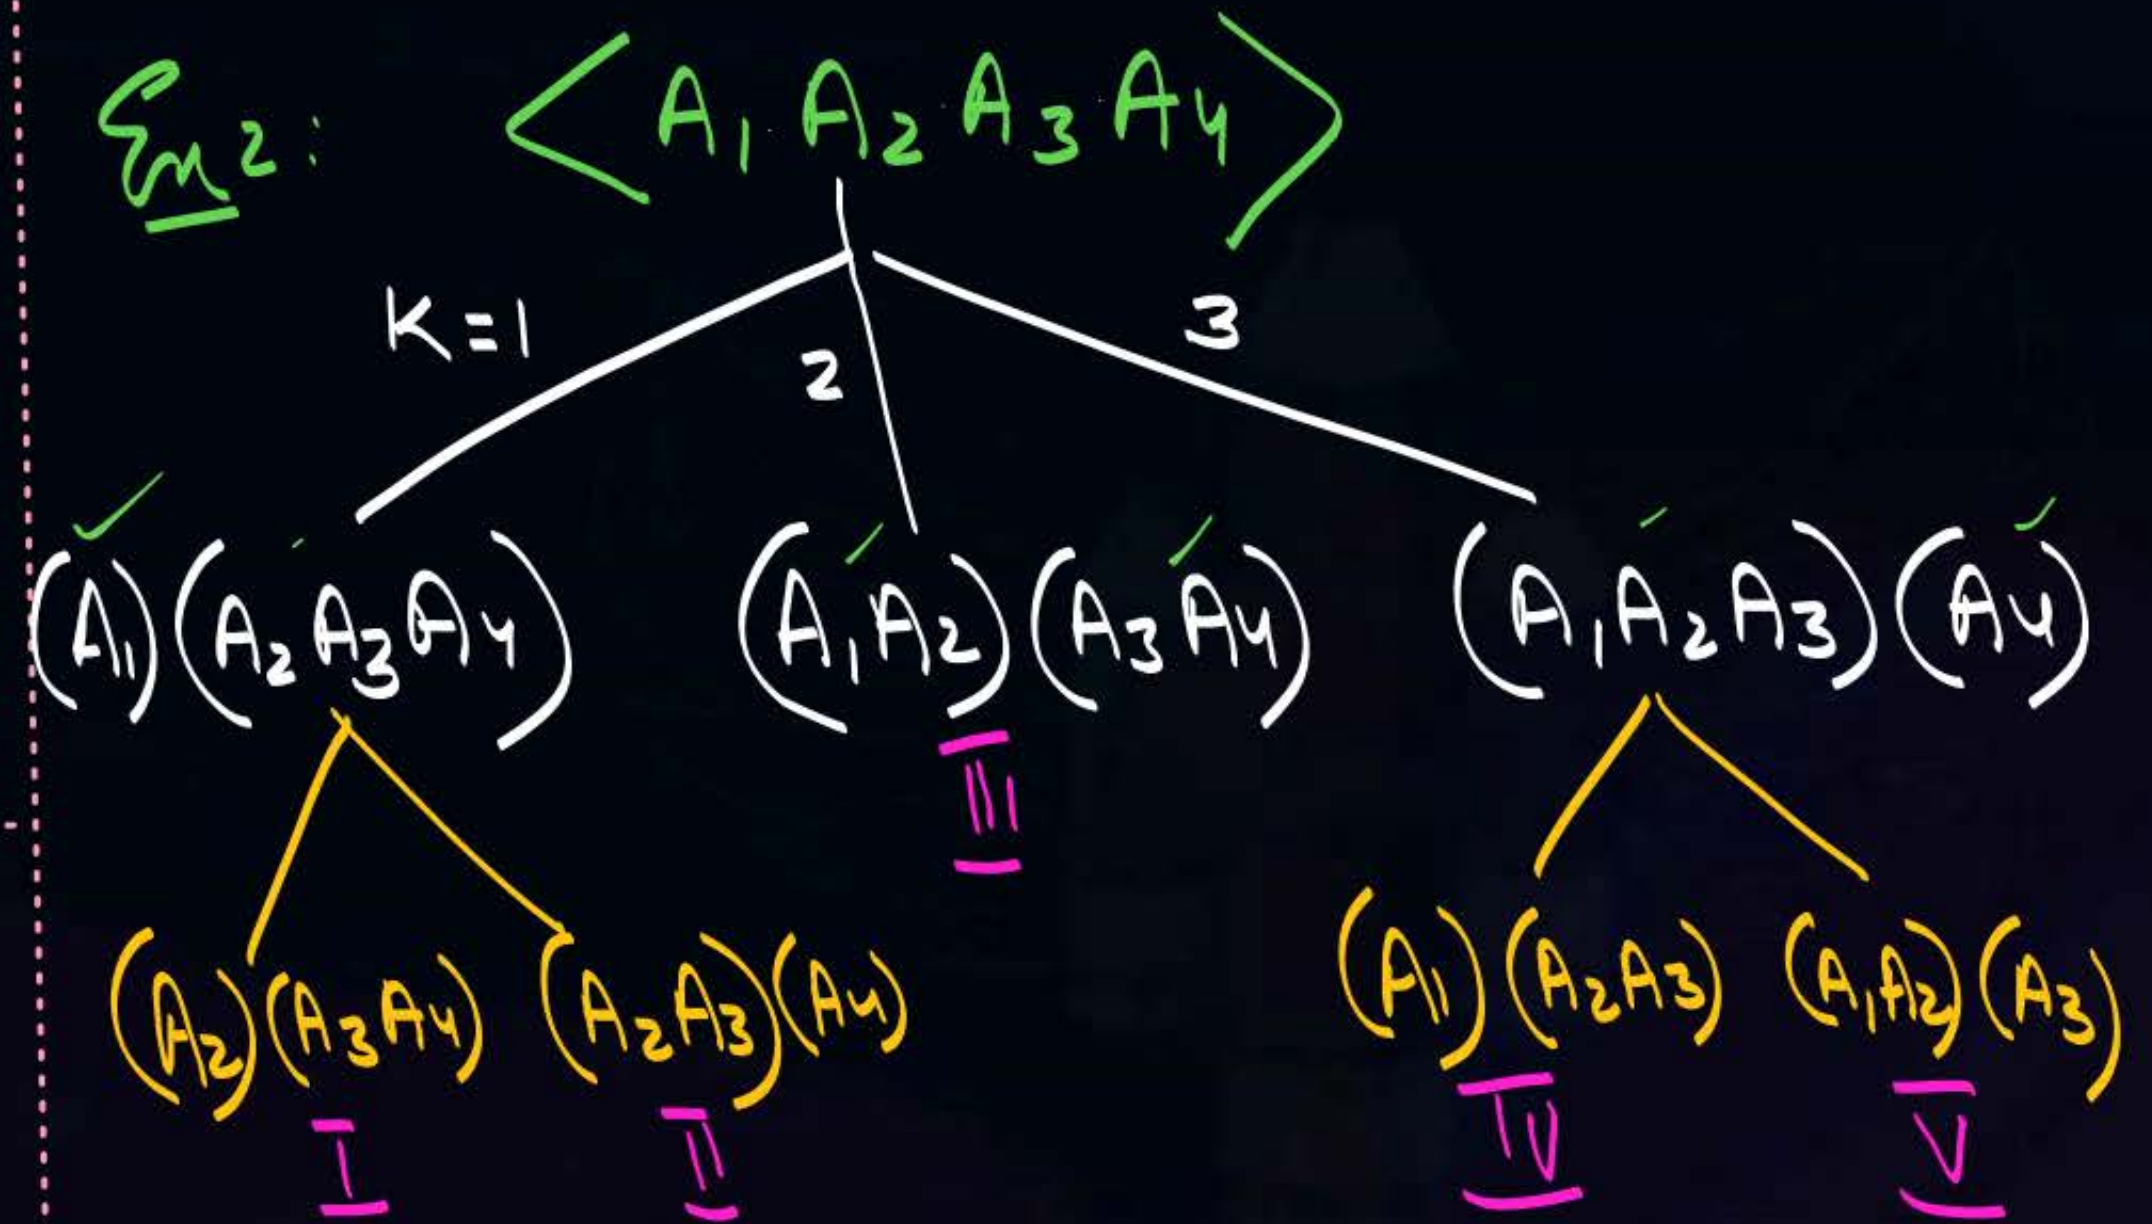 Ex 2: < A1 A2 A3 A4 >
K=1 2 3
(A1)(A2 A3 A4) (A1 A2)(A3 A4) (A1 A2 A3)(A4)
III
(A2)(A3 A4) (A2 A3)(A4) (A1)(A2 A3) (A1 A2)(A3)
I II IV V